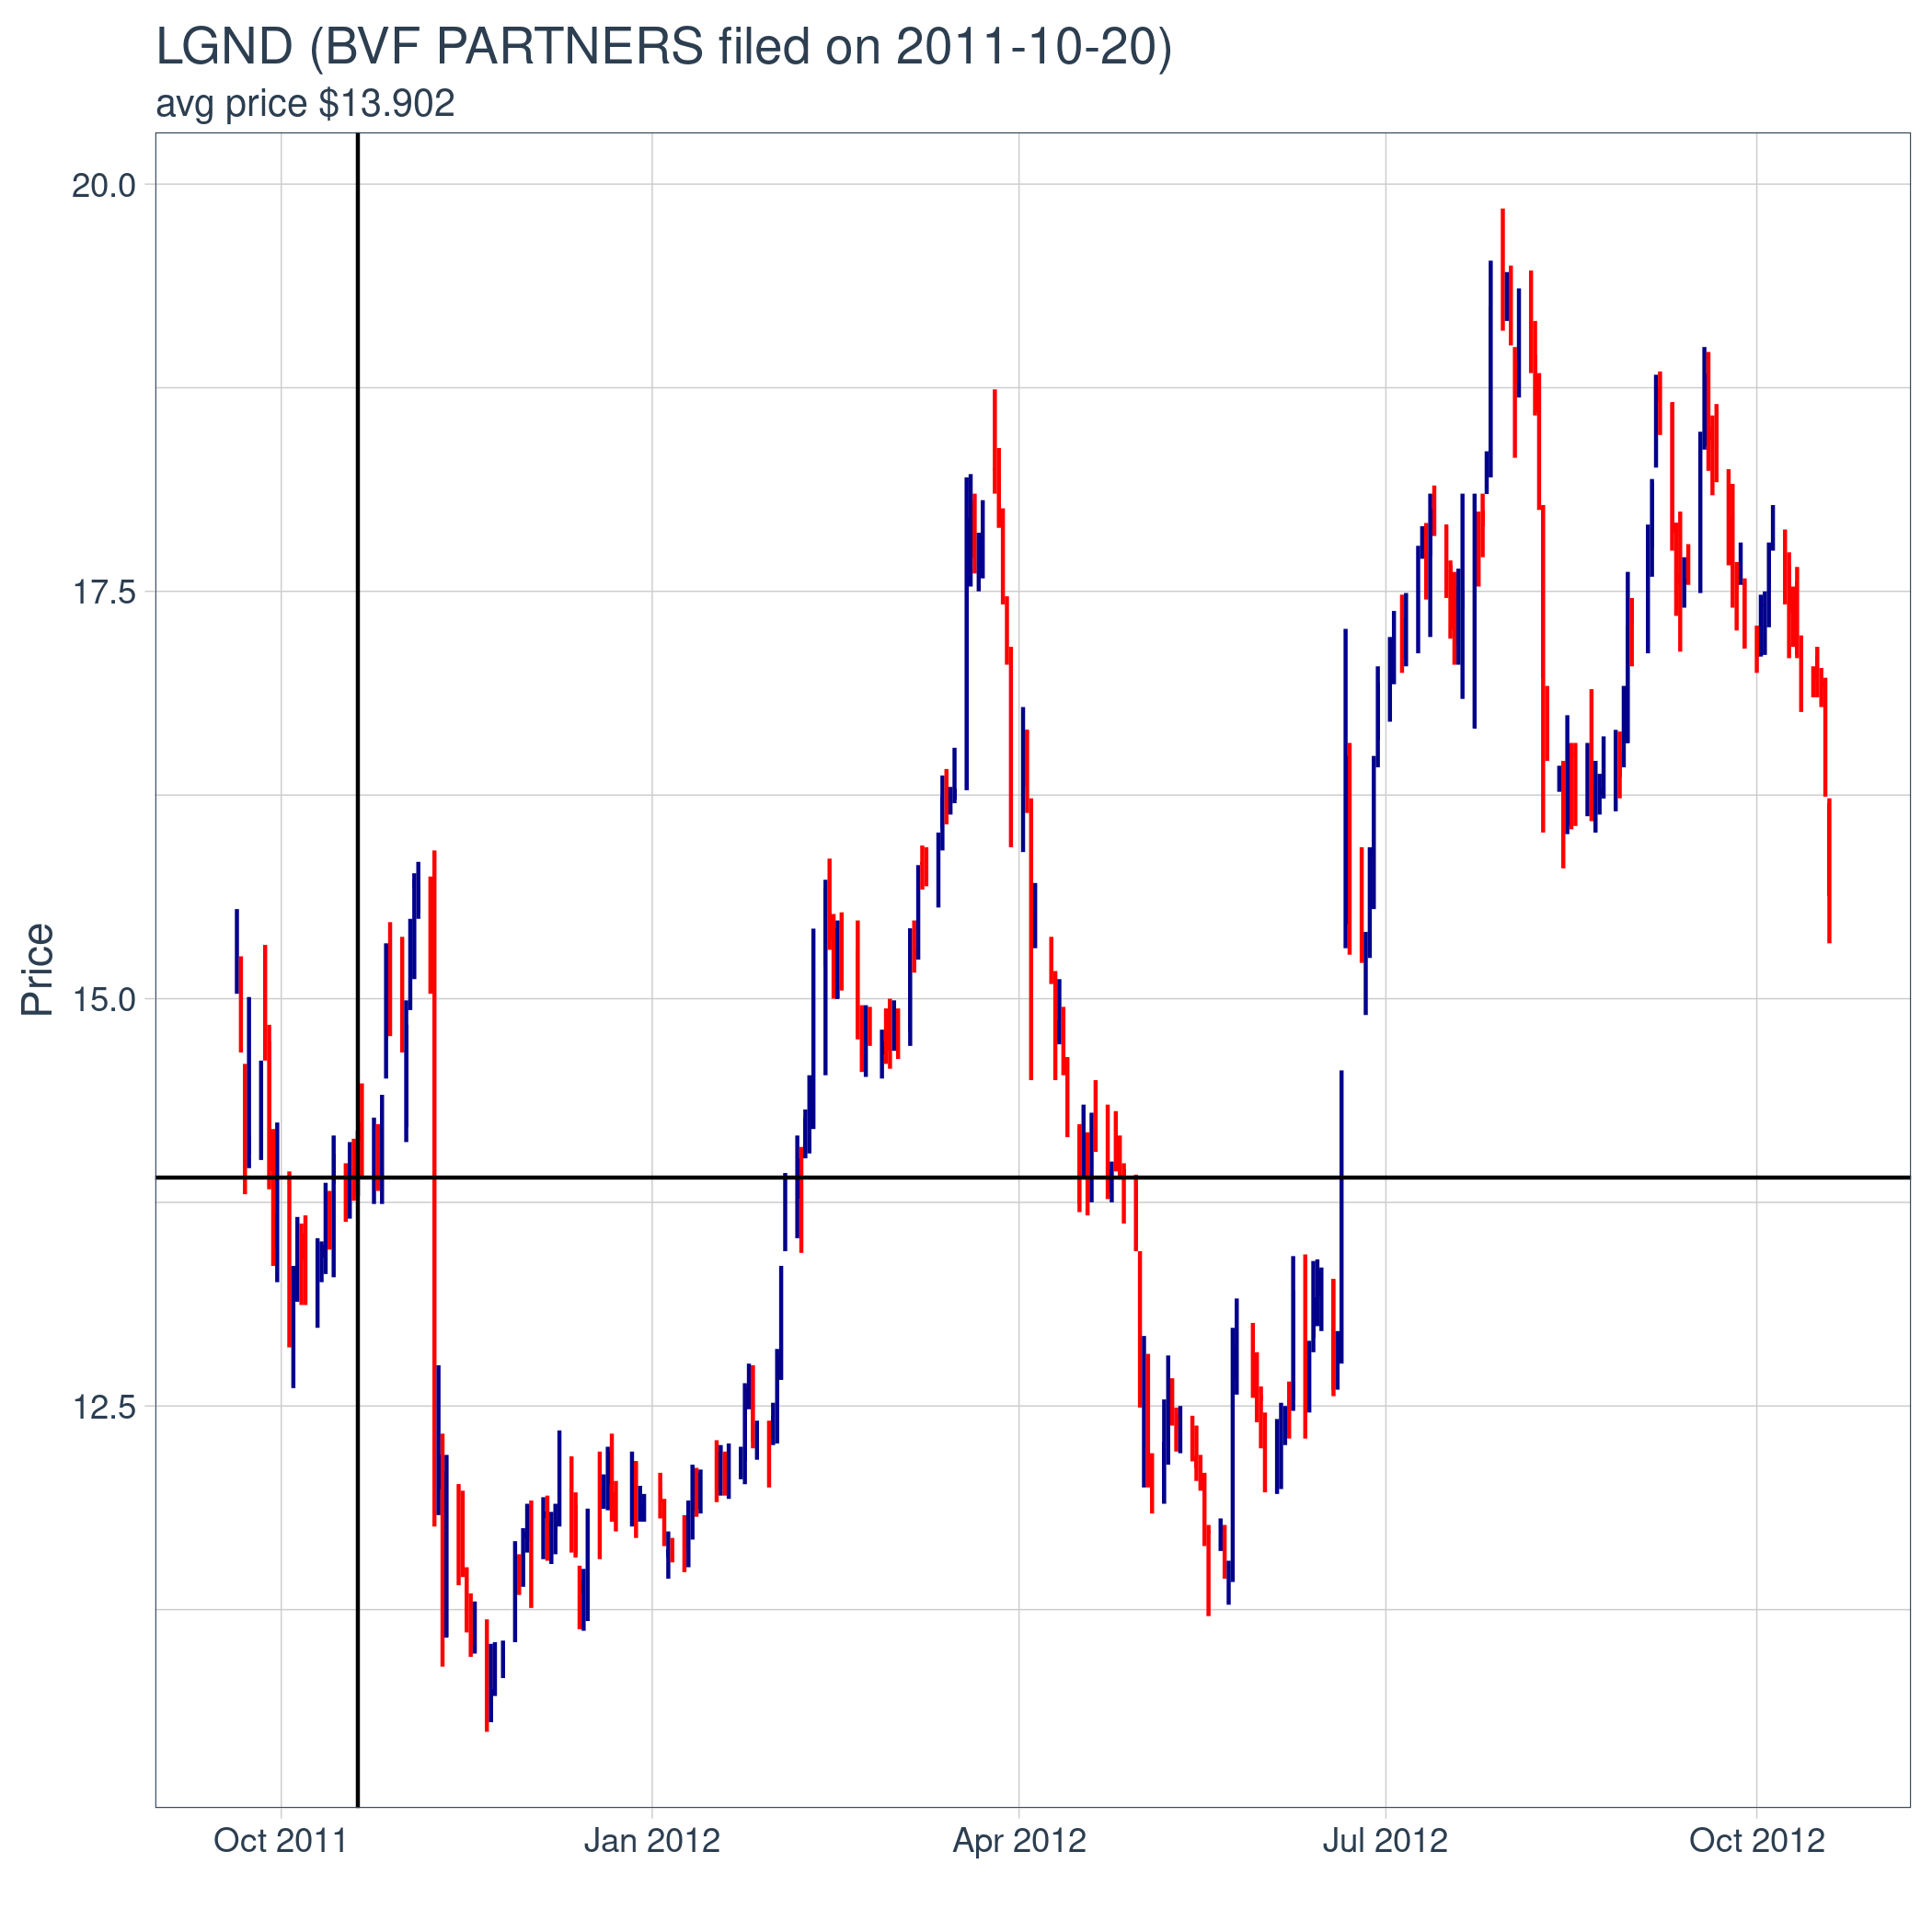 LGND (BVF PARTNERS filed on 2011-10-20)
avg price $13.902
20.0
17.5
15.0
12.5
Price
Oct 2011
Jan 2012
Apr 2012
Jul 2012
Oct 2012